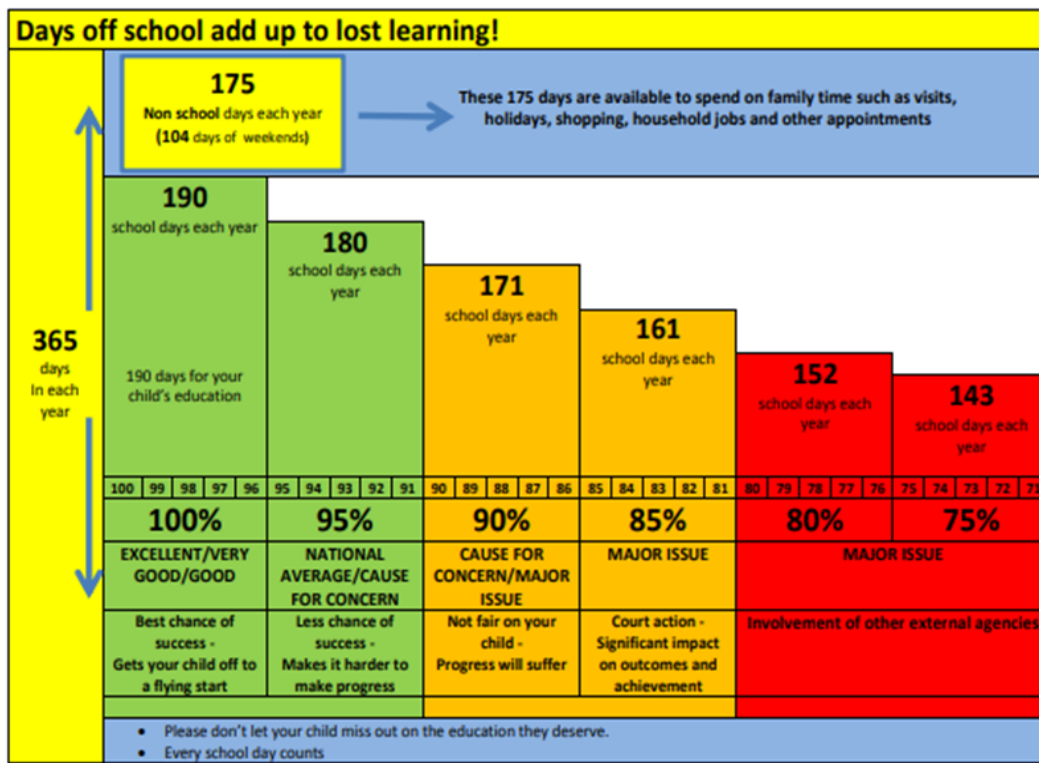 Days off school add up to lost learning!
175
Non school days each year
(104 days of weekends)
These 175 days are available to spend on family time such as visits,
holidays, shopping, household jobs and other appointments
365
days
In each
year
190
school days each year
190 days for your
child's education
180
school days each
year
171
school days each
year
161
school days each
year
152
school days each
year
143
school days each
year
100 99 98 97 96 95 94 93 92 91 90 89 88 87 86 85 84 83 82 81 80 79 78 77 76 75 74 73 72 71
100% 95% 90% 85% 80% 75%
EXCELLENT/VERY
GOOD/GOOD
NATIONAL
AVERAGE/CAUSE
FOR CONCERN
CAUSE FOR
CONCERN/MAJOR
ISSUE
MAJOR ISSUE
MAJOR ISSUE
Best chance of
success -
Gets your child off to
a flying start
Less chance of
success -
Makes it harder to
make progress
Not fair on your
child -
Progress will suffer
Court action -
Significant impact
on outcomes and
achievement
Involvement of other external agencies
• Please don't let your child miss out on the education they deserve.
• Every school day counts